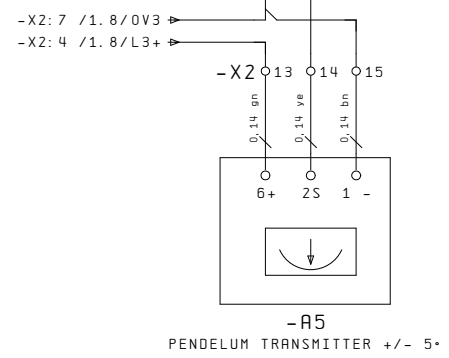 -X2:7 /1.8/0V3
-X2:4 /1.8/L3+
-X2 13 14 15
0,14 gn
0,14 ye
0,14 bn
6+ 2S 1 -
-A5
PENDELUM TRANSMITTER +/- 5°